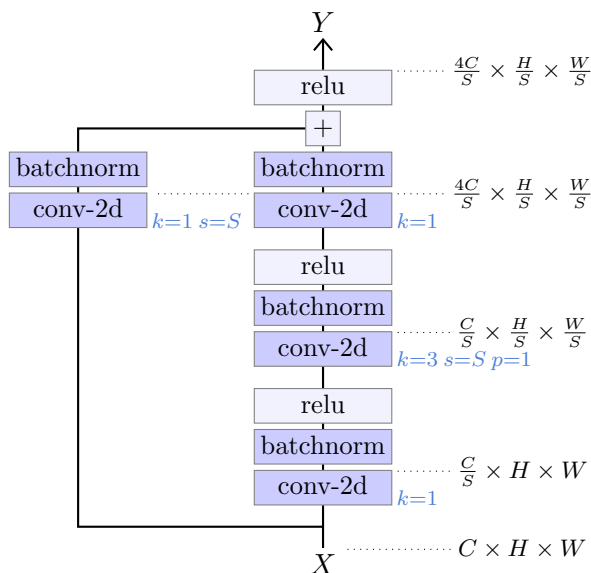 Y
relu
4C/S × H/S × W/S
+
batchnorm
batchnorm
conv-2d
k=1 s=S
conv-2d
k=1
4C/S × H/S × W/S
relu
batchnorm
conv-2d
k=3 s=S p=1
C/S × H/S × W/S
relu
batchnorm
conv-2d
k=1
C/S × H × W
X
C × H × W